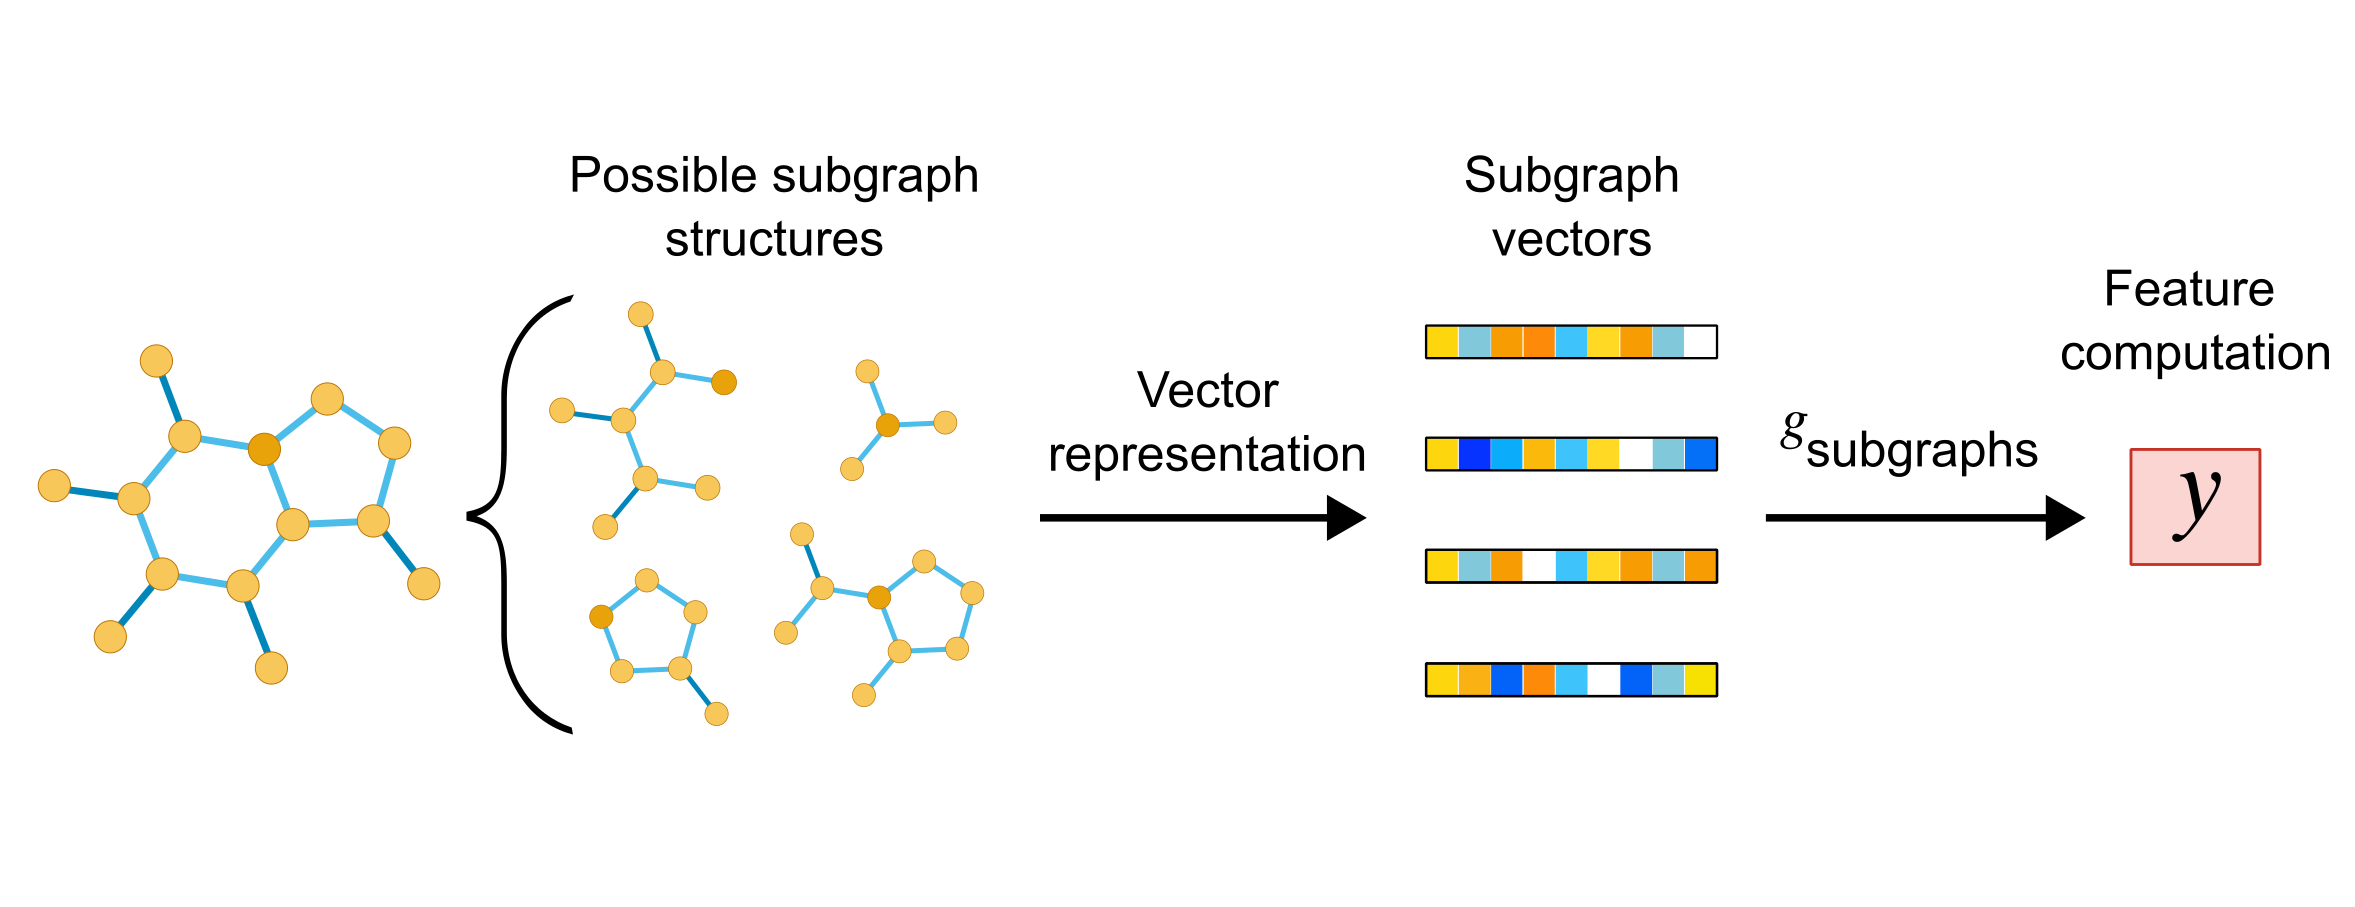 Possible subgraph
structures
Vector
representation
Subgraph
vectors
g subgraphs
Feature
computation
y